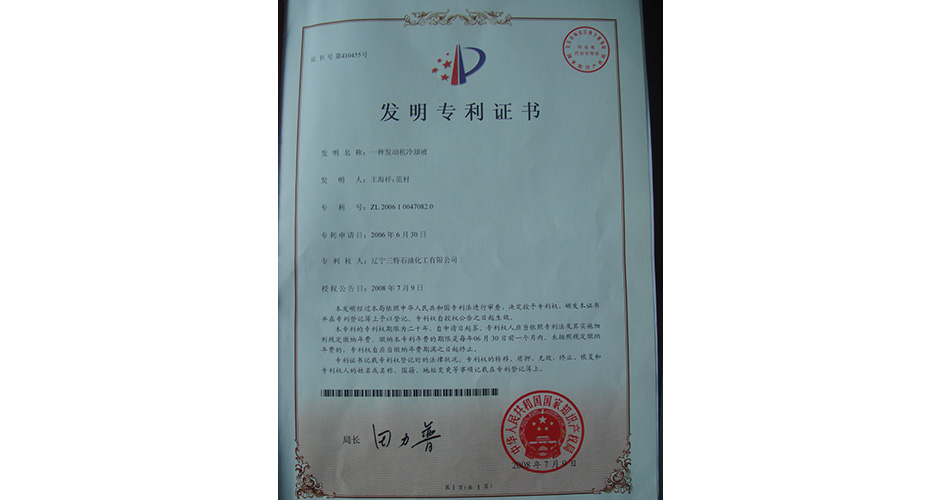 证书号第410455号
发明专利证书
发明名称：一种发动机冷却液
发明人：王海祥;范村
专利号：ZL 2006 1 0047082.0
专利申请日：2006年6月30日
专利权人：辽宁三特石油化工有限公司
授权公告日：2008年7月9日
本发明经过本局依照中华人民共和国专利法进行审查，决定授予专利权，颁发本证书
并在专利登记簿上予以登记。专利权自授权公告之日起生效。
本专利的专利权期限为二十年，自申请日起算。专利权人应当依照专利法及其实施细
则规定缴纳年费。缴纳本专利年费的期限是每年06月30日前一个月内。未按照规定缴纳
年费的，专利权自应当缴纳年费期满之日起终止。
专利证书记载专利权登记时的法律状况。专利权的转移、质押、无效、终止、恢复和
专利权人的姓名或名称、国籍、地址变更等事项记载在专利登记簿上。
中华人民共和国国家知识产权局
局长 田力普
2008年7月9日
第1页(共1页)